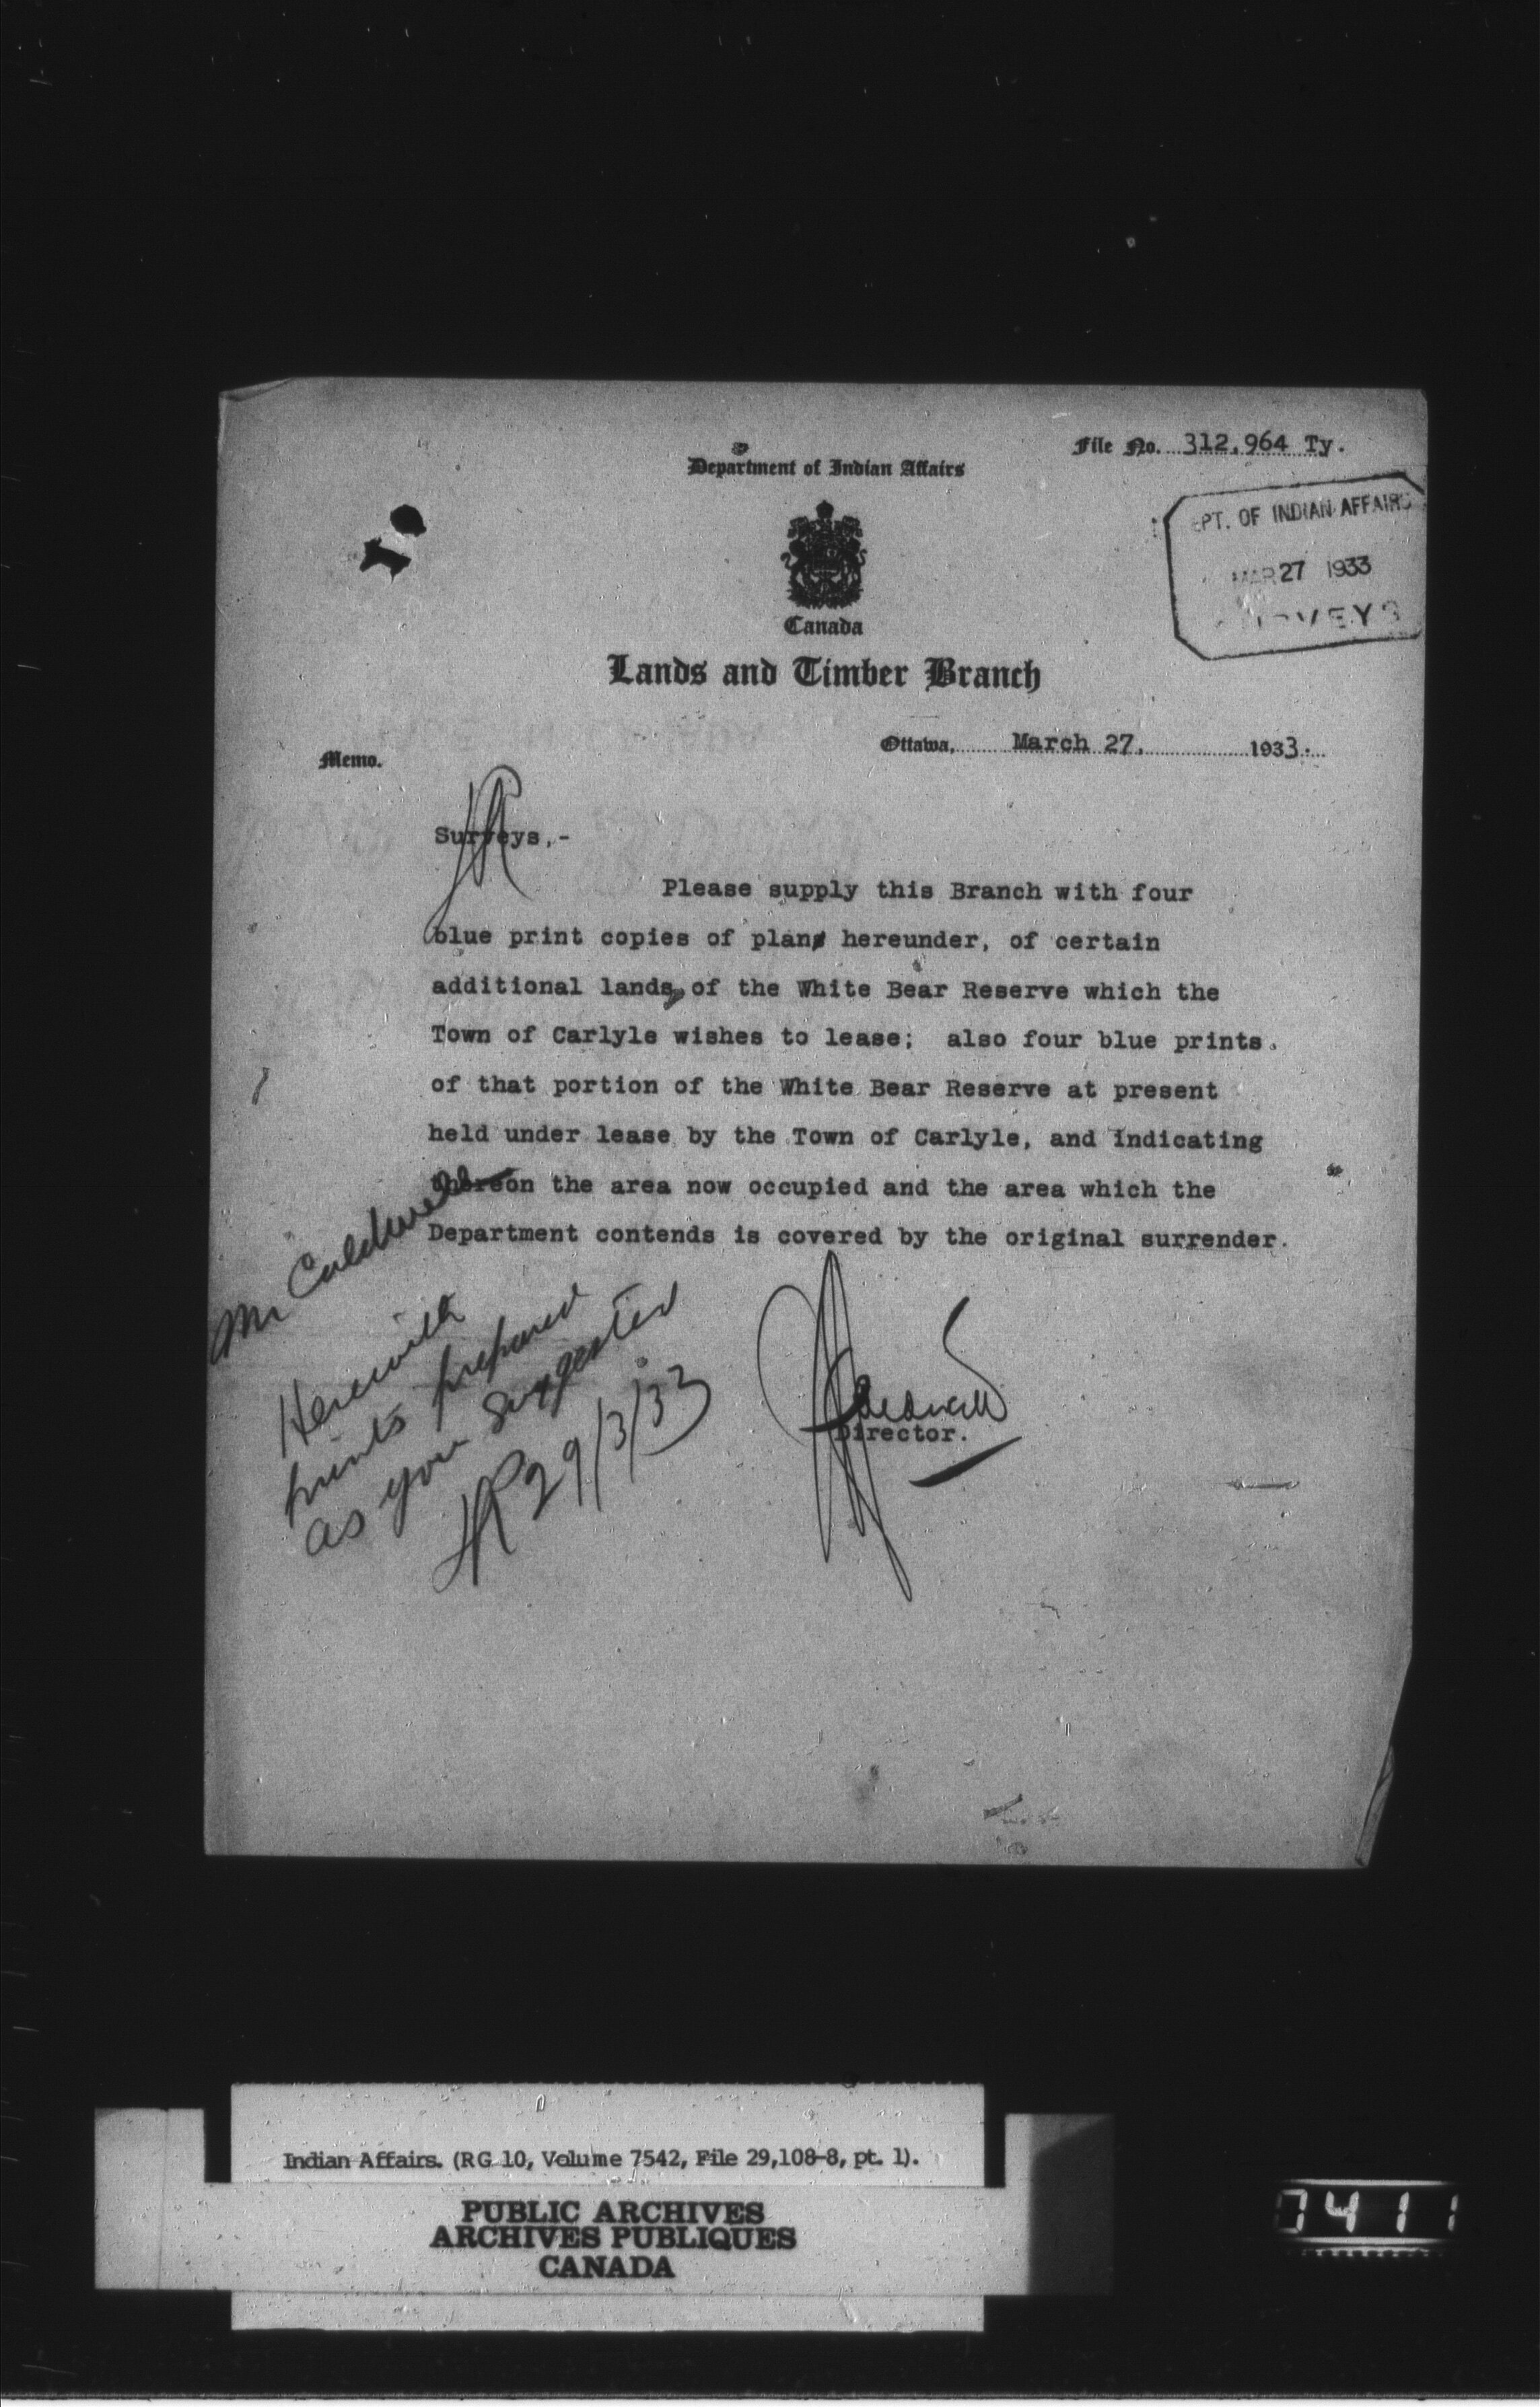 File No. 312,964 Ty.
Department of Indian Affairs
EPT. OF INDIAN AFFAIRS
MAR 27 1933
SURVEYS
Canada
Lands and Timber Branch
Ottawa, March 27, 1933.
Memo.
Surveys,-
Please supply this Branch with four
blue print copies of plan hereunder, of certain
additional lands, of the White Bear Reserve which the
Town of Carlyle wishes to lease; also four blue prints
of that portion of the White Bear Reserve at present
held under lease by the Town of Carlyle, and indicating
thereon the area now occupied and the area which the
Department contends is covered by the original surrender.
Mr Caldwell
Herewith
prints prepared
as you suggested
29/3/33
Caldwell
Director.
Indian Affairs. (RG 10, Volume 7542, File 29,108-8, pt. 1).
PUBLIC ARCHIVES
ARCHIVES PUBLIQUES
CANADA
0411